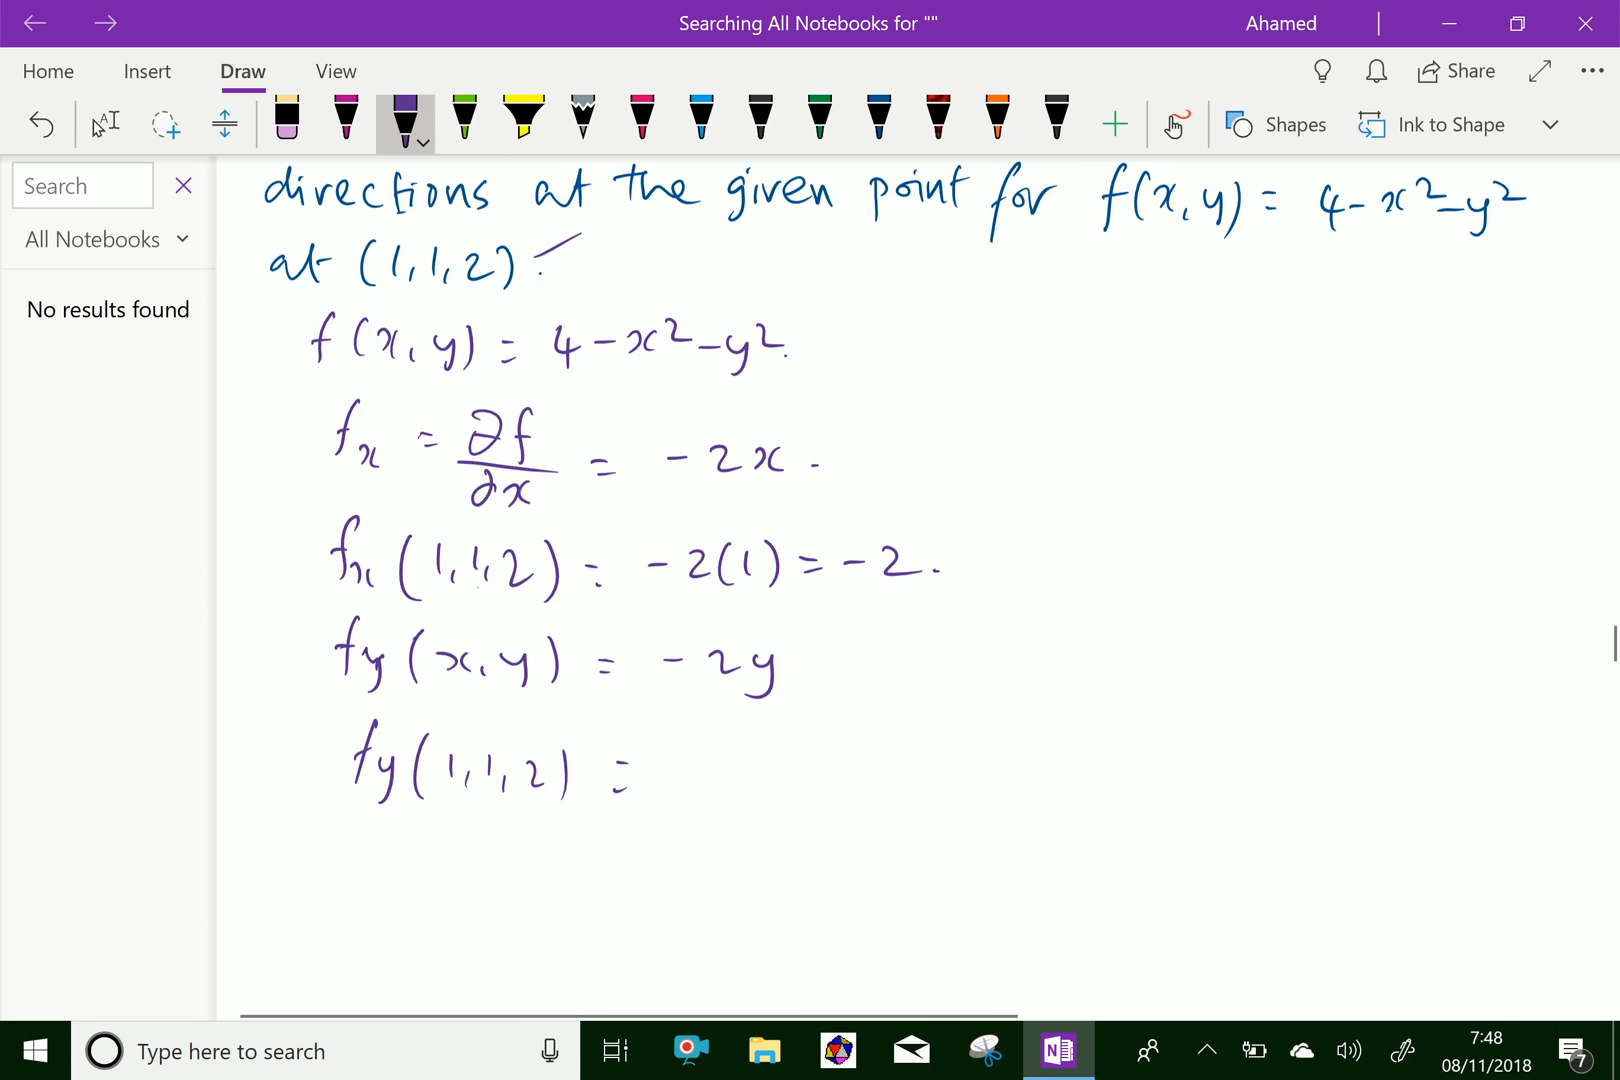 Searching All Notebooks for ""
Ahamed
Home Insert Draw View
Share
Shapes
Ink to Shape
Search
All Notebooks
No results found
directions at the given point for f(x,y) = 4-x²-y²
at (1,1,2).
f(x,y) = 4-x²-y².
fₓ = ∂f/∂x = -2x.
fₓ(1,1,2) = -2(1) = -2.
fy(x,y) = -2y
fy(1,1,2) =
Type here to search
7:48
08/11/2018
7